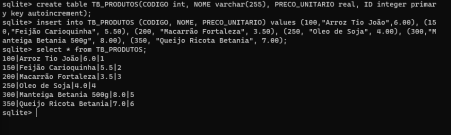 sqlite> create table TB_PRODUTOS(CODIGO int, NOME varchar(255), PRECO_UNITARIO real, ID integer primar
y key autoincrement);
sqlite> insert into TB_PRODUTOS (CODIGO, NOME, PRECO_UNITARIO) values (100,"Arroz Tio João",6.00), (15
0,"Feijão Carioquinha", 5.50), (200, "Macarrão Fortaleza", 3.50), (250, "Oleo de Soja", 4.00), (300,"M
anteiga Betania 500g", 8.00), (350, "Queijo Ricota Betania", 7.00);
sqlite> select * from TB_PRODUTOS;
100|Arroz Tio João|6.0|1
150|Feijão Carioquinha|5.5|2
200|Macarrão Fortaleza|3.5|3
250|Oleo de Soja|4.0|4
300|Manteiga Betania 500g|8.0|5
350|Queijo Ricota Betania|7.0|6
sqlite>